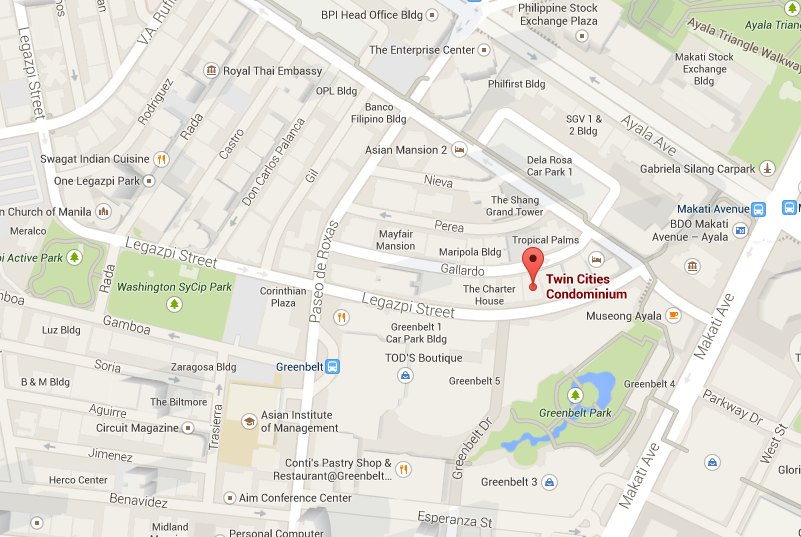 BPI Head Office Bldg
Philippine Stock
Exchange Plaza
Ayala Tria
Ayala Triangle Walkway
V.A. Rufi
Legazpi Street
The Enterprise Center
Makati Stock
Exchange
Bldg
Royal Thai Embassy
Philfirst Bldg
OPL Bldg
Rodriguez
Rada
Castro
Don Carlos Palanca
Gil
Banco
Filipino Bldg
SGV 1 &
2 Bldg
Ayala Ave
Asian Mansion 2
Dela Rosa
Car Park 1
Gabriela Silang Carpark
Swagat Indian Cuisine
One Legazpi Park
Nieva
The Shang
Grand Tower
Makati Avenue
M
n Church of Manila
Meralco
Perea
BDO Makati
Avenue – Ayala
Mayfair
Mansion
Maripola Bldg
Tropical Palms
Legazpi Street
pi Active Park
Rada
Gallardo
Paseo de Roxas
Washington SyCip Park
Corinthian
Plaza
The Charter
House
Twin Cities
Condominium
Legazpi Street
Museong Ayala
Gamboa
Luz Bldg
Gamboa
Greenbelt 1
Car Park Bldg
Makati Ave
Soria
Zaragosa Bldg
Greenbelt
TOD'S Boutique
B & M Bldg
Greenbelt 5
Greenbelt 4
The Biltmore
Aguirre
Trasierra
Asian Institute
of Management
Greenbelt Park
Parkway Dr
Circuit Magazine
Jimenez
Greenbelt Dr
West St
Makati Ave
Conti's Pastry Shop &
Restaurant@Greenbelt...
Glori
Herco Center
Greenbelt 3
Benavidez
Aim Conference Center
Esperanza St
Midland
Personal Computer